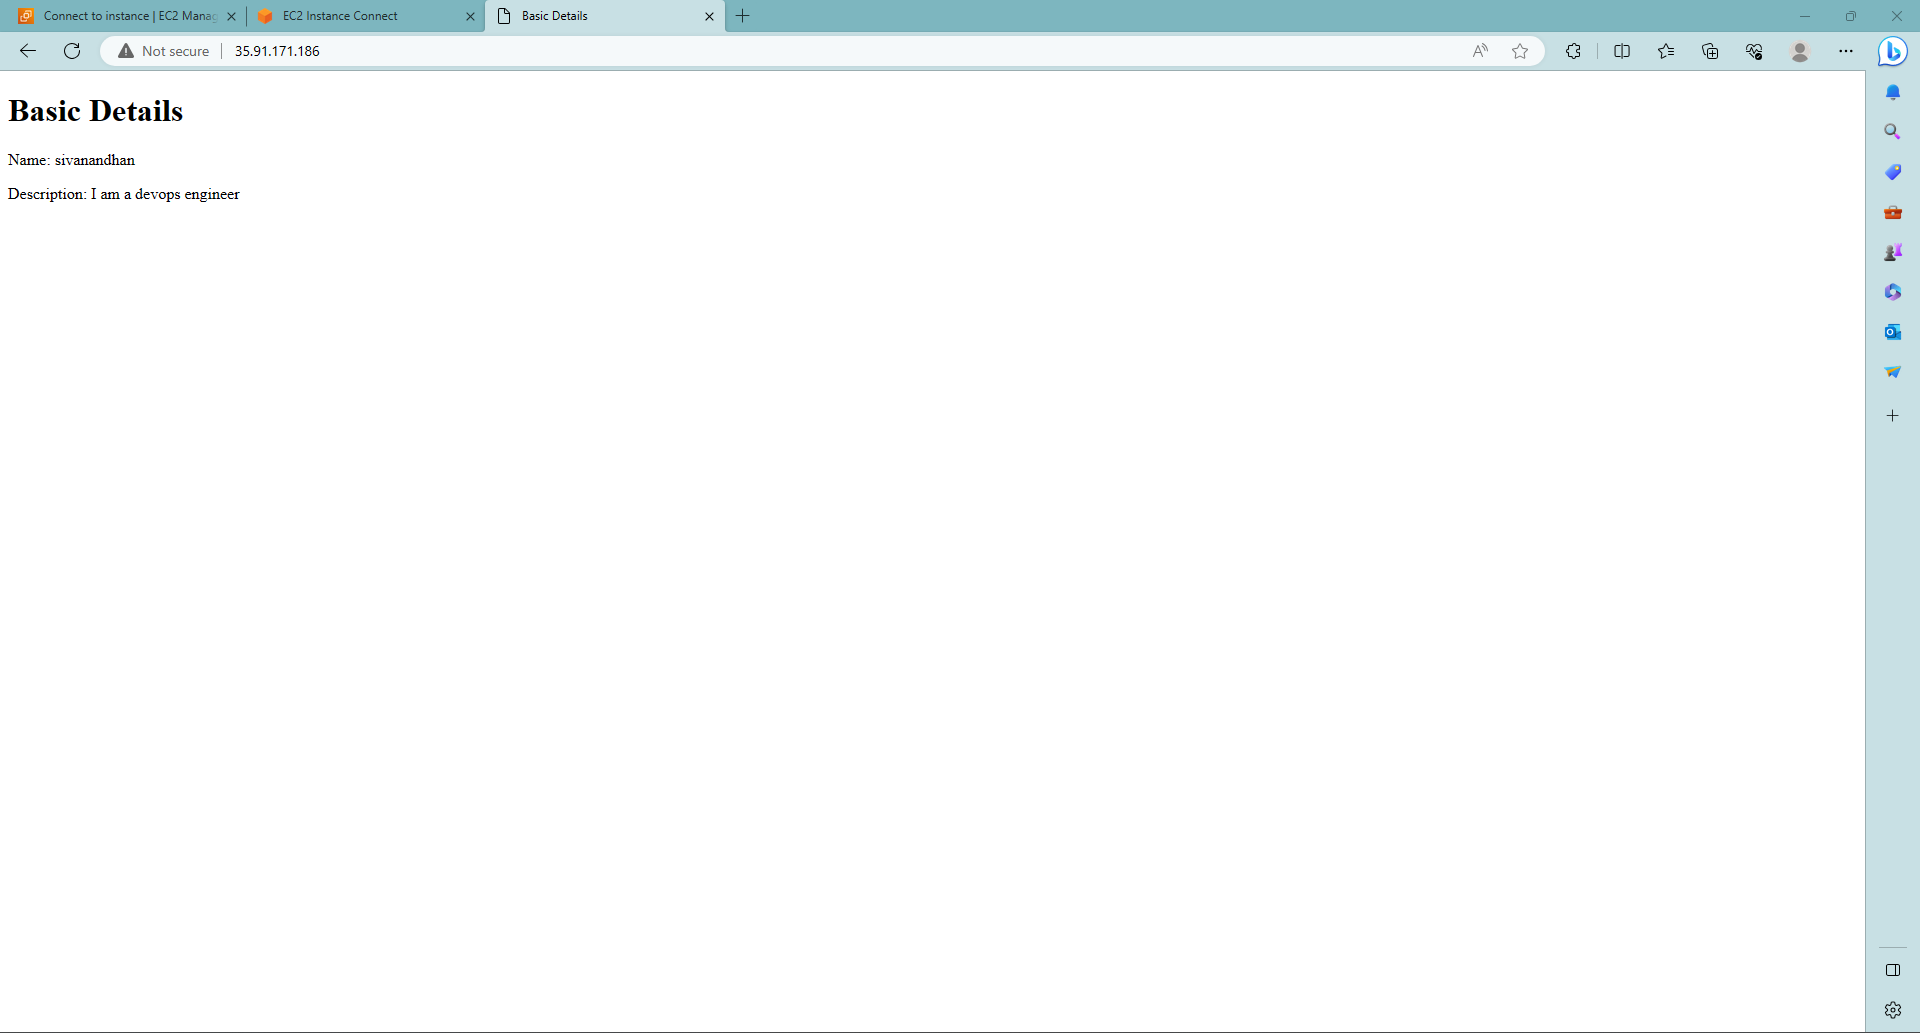 Connect to instance | EC2 Manag
EC2 Instance Connect
Basic Details
Not secure
35.91.171.186
Basic Details
Name: sivanandhan
Description: I am a devops engineer